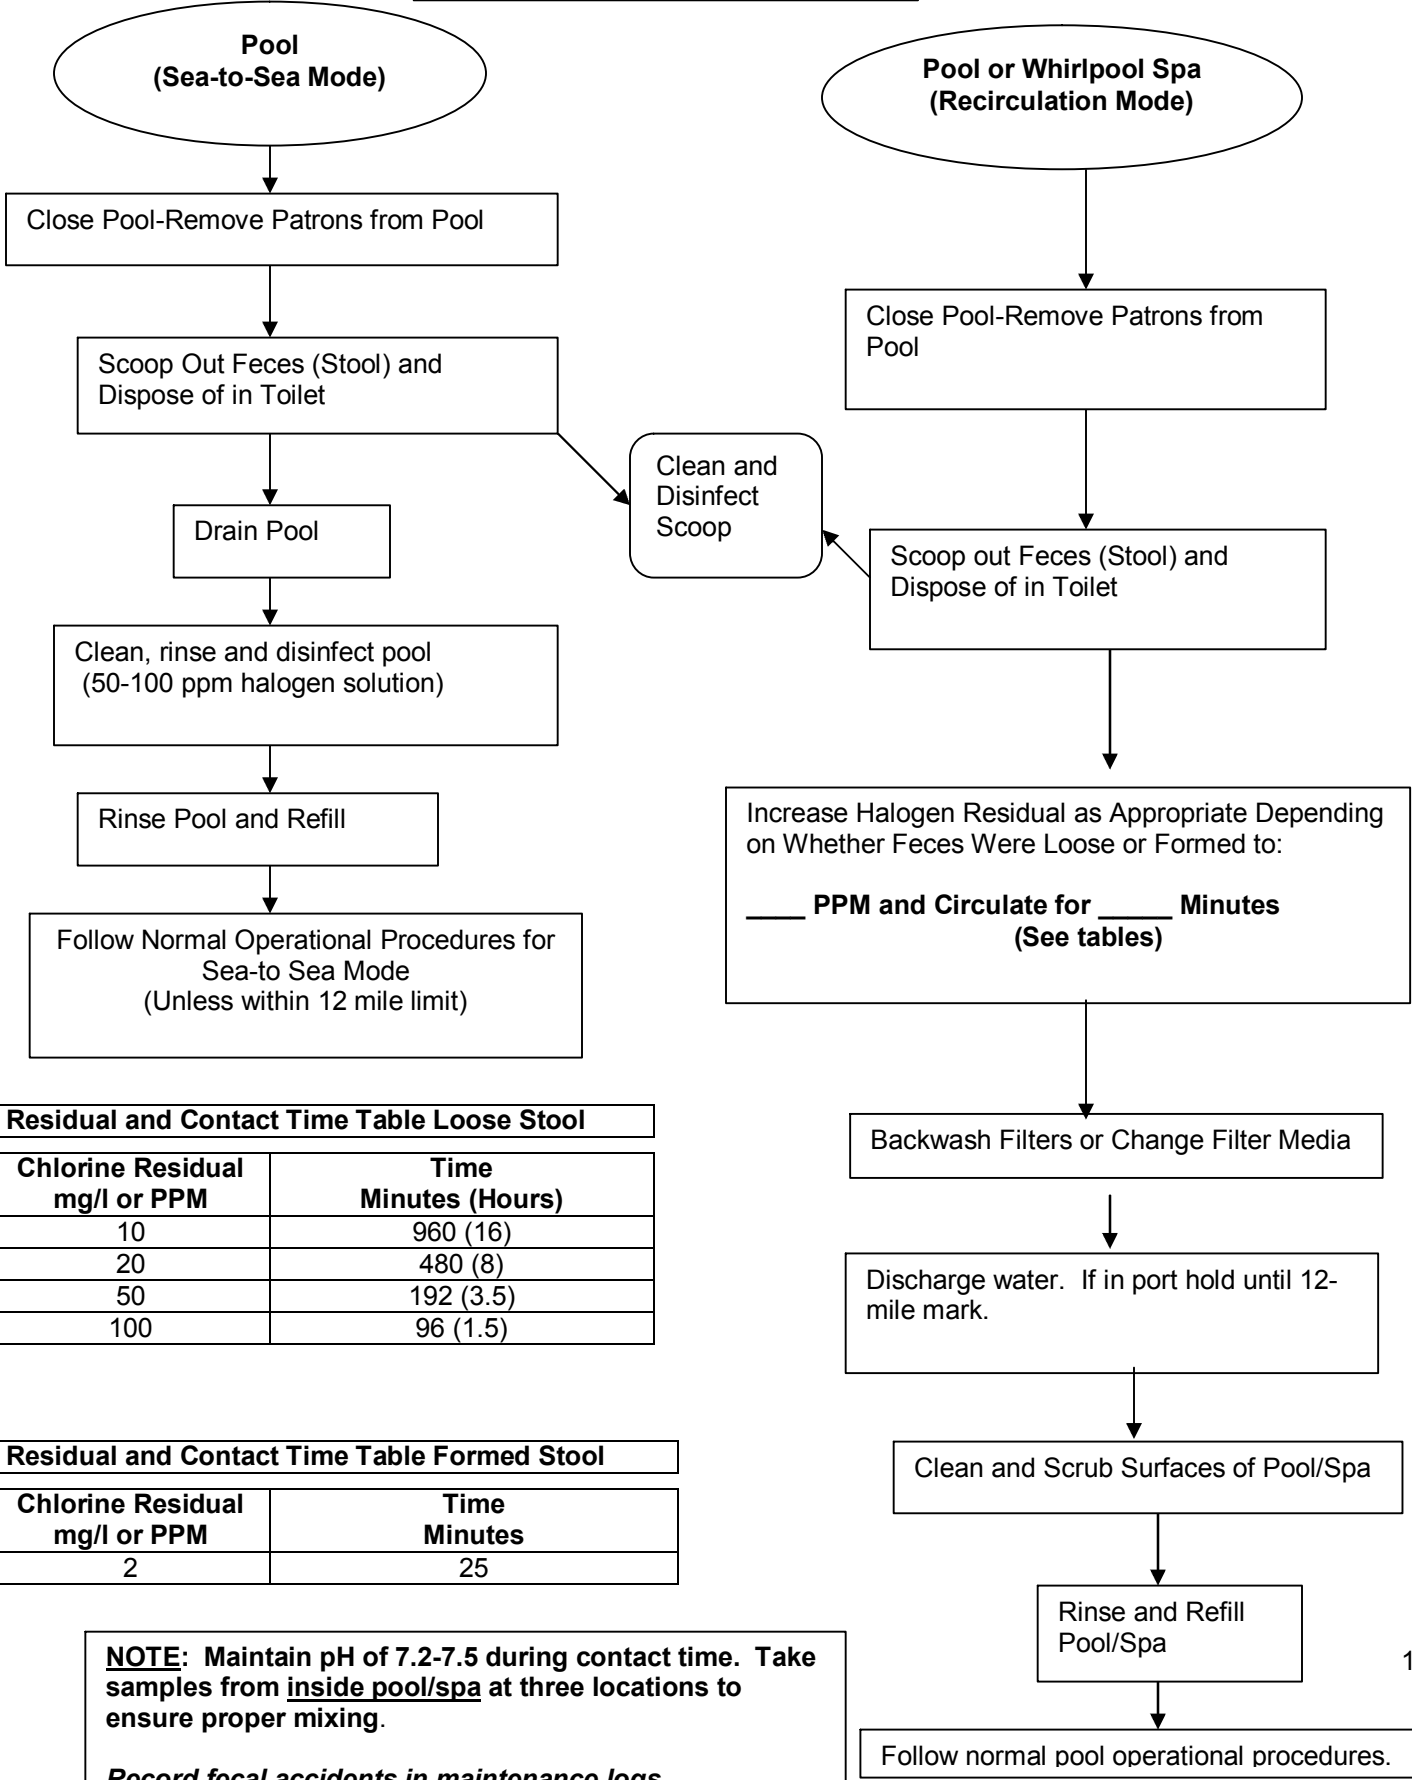 Pool
(Sea-to-Sea Mode)
Close Pool-Remove Patrons from Pool
Scoop Out Feces (Stool) and
Dispose of in Toilet
Drain Pool
Clean, rinse and disinfect pool
(50-100 ppm halogen solution)
Rinse Pool and Refill
Follow Normal Operational Procedures for
Sea-to Sea Mode
(Unless within 12 mile limit)
Clean and
Disinfect
Scoop
Pool or Whirlpool Spa
(Recirculation Mode)
Close Pool-Remove Patrons from
Pool
Scoop out Feces (Stool) and
Dispose of in Toilet
Increase Halogen Residual as Appropriate Depending
on Whether Feces Were Loose or Formed to:
____ PPM and Circulate for _____ Minutes
(See tables)
Backwash Filters or Change Filter Media
Discharge water. If in port hold until 12-
mile mark.
Clean and Scrub Surfaces of Pool/Spa
Rinse and Refill
Pool/Spa
Follow normal pool operational procedures.
Residual and Contact Time Table Loose Stool
Chlorine Residual mg/l or PPM Time Minutes (Hours)
10 960 (16)
20 480 (8)
50 192 (3.5)
100 96 (1.5)
Residual and Contact Time Table Formed Stool
Chlorine Residual mg/l or PPM Time Minutes
2 25
NOTE: Maintain pH of 7.2-7.5 during contact time. Take
samples from inside pool/spa at three locations to
ensure proper mixing.
Record fecal accidents in maintenance logs
1